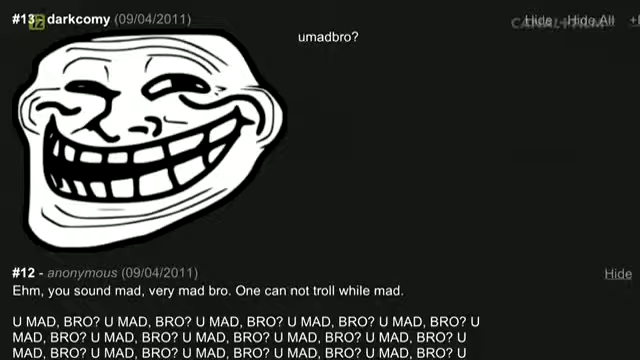 #13 darkcomy (09/04/2011) Hide Hide All
12
CANAL+ FILM
umadbro?
#12 - anonymous (09/04/2011) Hide
Ehm, you sound mad, very mad bro. One can not troll while mad.
U MAD, BRO? U MAD, BRO? U MAD, BRO? U MAD, BRO? U MAD, BRO? U
MAD, BRO? U MAD, BRO? U MAD, BRO? U MAD, BRO? U MAD, BRO? U
MAD, BRO? U MAD, BRO? U MAD, BRO? U MAD, BRO? U MAD, BRO? U